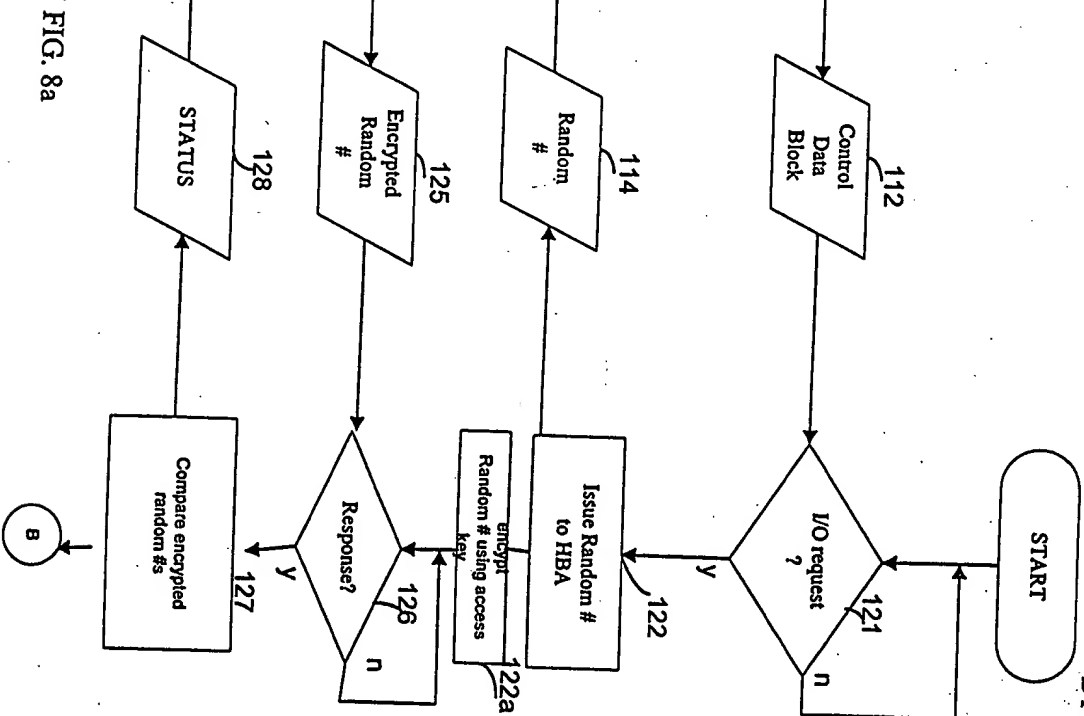 START
I/O request
?
121
n
y
Control
Data
Block
112
Issue Random #
to HBA
122
Random
#
114
encypt
Random # using access
key
122a
Response?
126
n
y
Encrypted
Random
#
125
Compare encrypted
random #s
127
STATUS
128
B
FIG. 8a